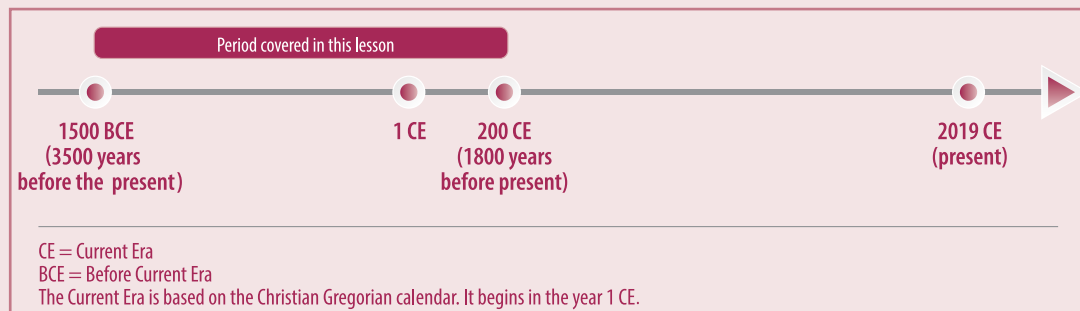 Period covered in this lesson
1500 BCE
(3500 years
before the present)
1 CE
200 CE
(1800 years
before present)
2019 CE
(present)
CE = Current Era
BCE = Before Current Era
The Current Era is based on the Christian Gregorian calendar. It begins in the year 1 CE.